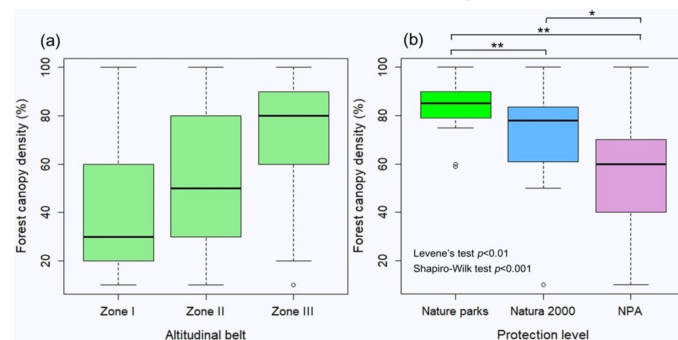 (a)
Forest canopy density (%)
100
80
60
40
20
Zone I
Zone II
Zone III
Altitudinal belt
(b)
*
**
**
Forest canopy density (%)
100
80
60
40
20
Levene's test p<0.01
Shapiro-Wilk test p<0.001
Nature parks
Natura 2000
NPA
Protection level